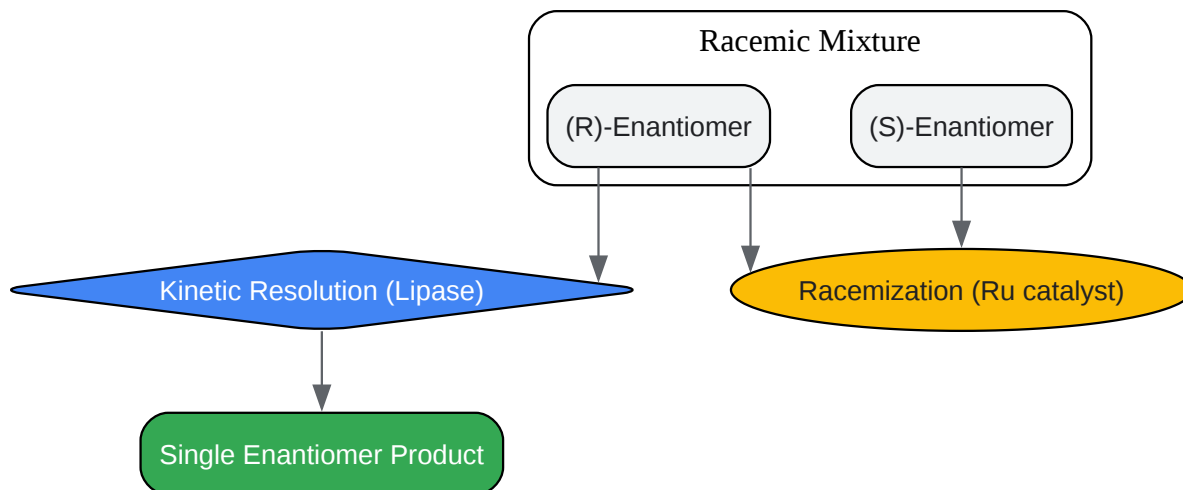 Racemic Mixture
(R)-Enantiomer
(S)-Enantiomer
Kinetic Resolution (Lipase)
Racemization (Ru catalyst)
Single Enantiomer Product